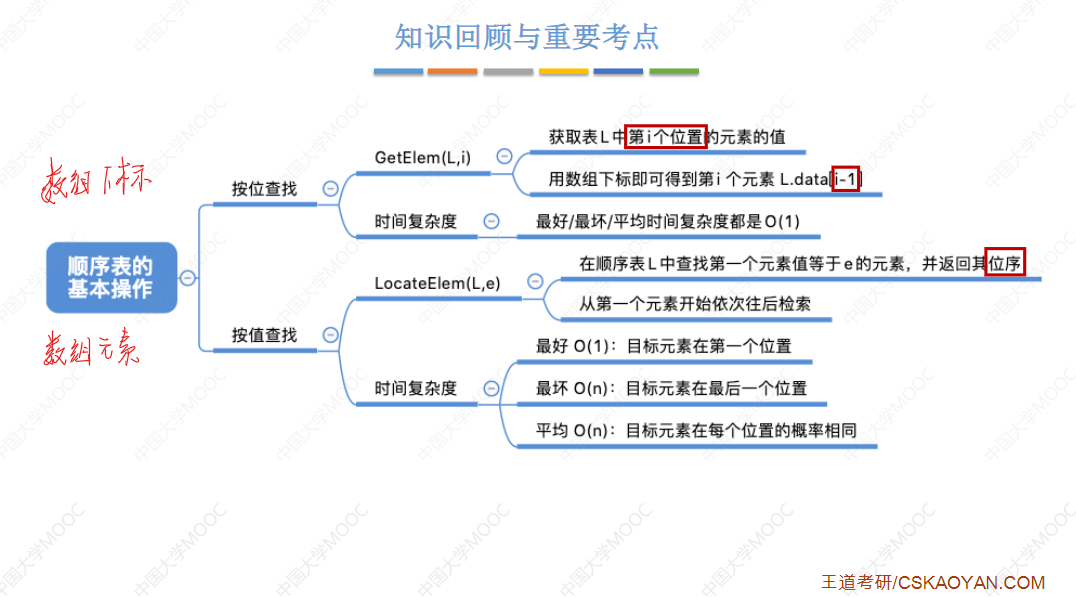 知识回顾与重要考点
数组下标
按位查找
GetElem(L,i)
获取表L中第i个位置的元素的值
用数组下标即可得到第i个元素 L.data[i-1]
时间复杂度
最好/最坏/平均时间复杂度都是O(1)
顺序表的
基本操作
数组元素
按值查找
LocateElem(L,e)
在顺序表L中查找第一个元素值等于e的元素，并返回其位序
从第一个元素开始依次往后检索
时间复杂度
最好 O(1)：目标元素在第一个位置
最坏 O(n)：目标元素在最后一个位置
平均 O(n)：目标元素在每个位置的概率相同
王道考研/CSKAOYAN.COM
中国大学MOOC